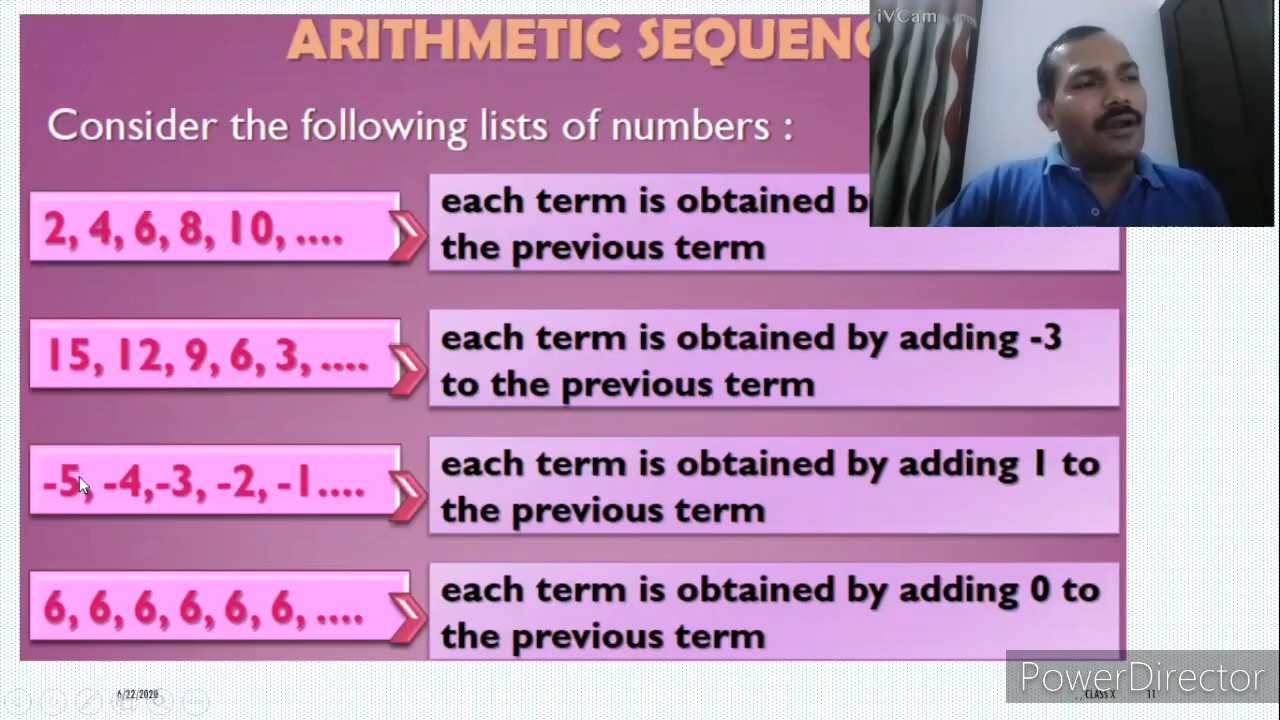 iVCam
ARITHMETIC
Consider the following lists of numbers :
2, 4, 6, 8, 10, ....
each term is obtained
the previous term
15, 12, 9, 6, 3, ....
each term is obtained by adding -3
to the previous term
-5, -4,-3, -2, -1....
each term is obtained by adding 1 to
the previous term
6, 6, 6, 6, 6, 6, ....
each term is obtained by adding 0 to
the previous term
PowerDirector
6/22/2020
CLASS X
11